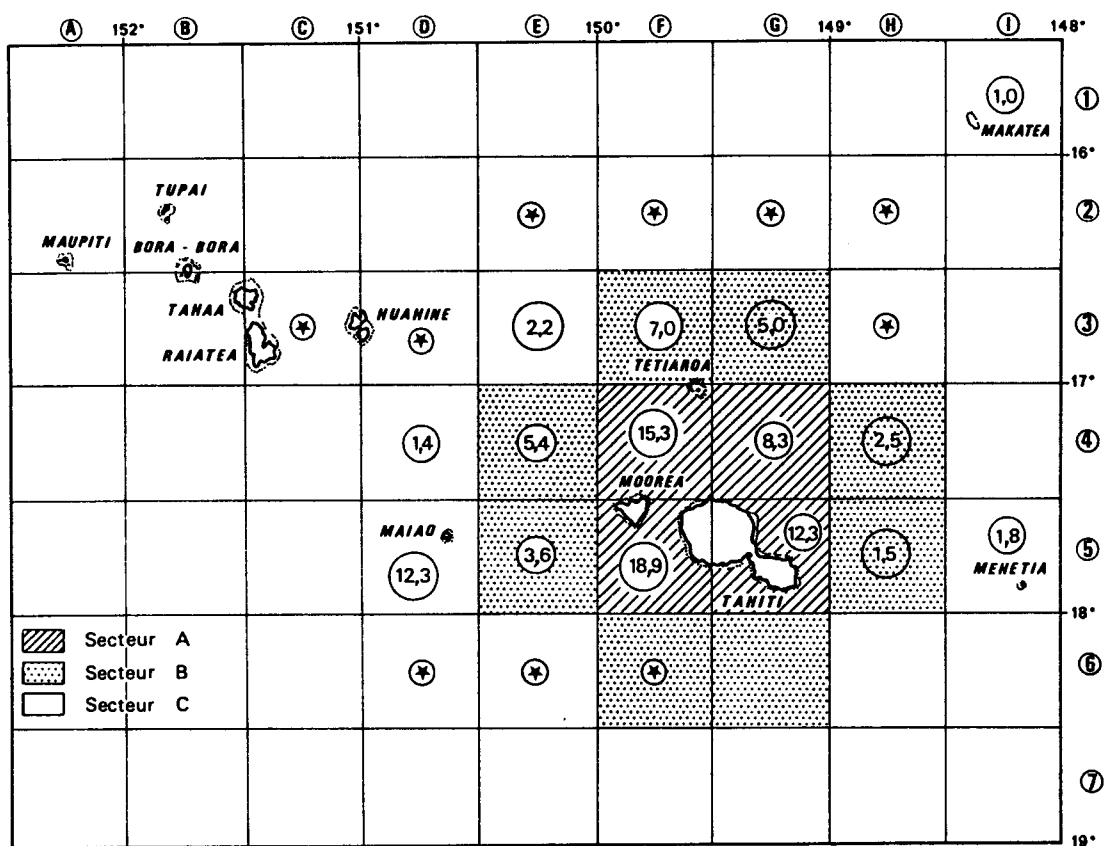 A 152° B C 151° D E 150° F G 149° H I 148°
1,0 1
MAKATEA
16°
TUPAI
2
MAUPITI BORA - BORA
TAHAA HUAHINE 2,2 7,0 5,0 3
RAIATEA
TETIAROA
17°
1,4 5,4 15,3 8,3 2,5 4
MOOREA
MAIAO 12,3 1,8 5
12,3 3,6 18,9 1,5 MEHETIA
TAHITI
18°
Secteur A
Secteur B 6
Secteur C
7
19°